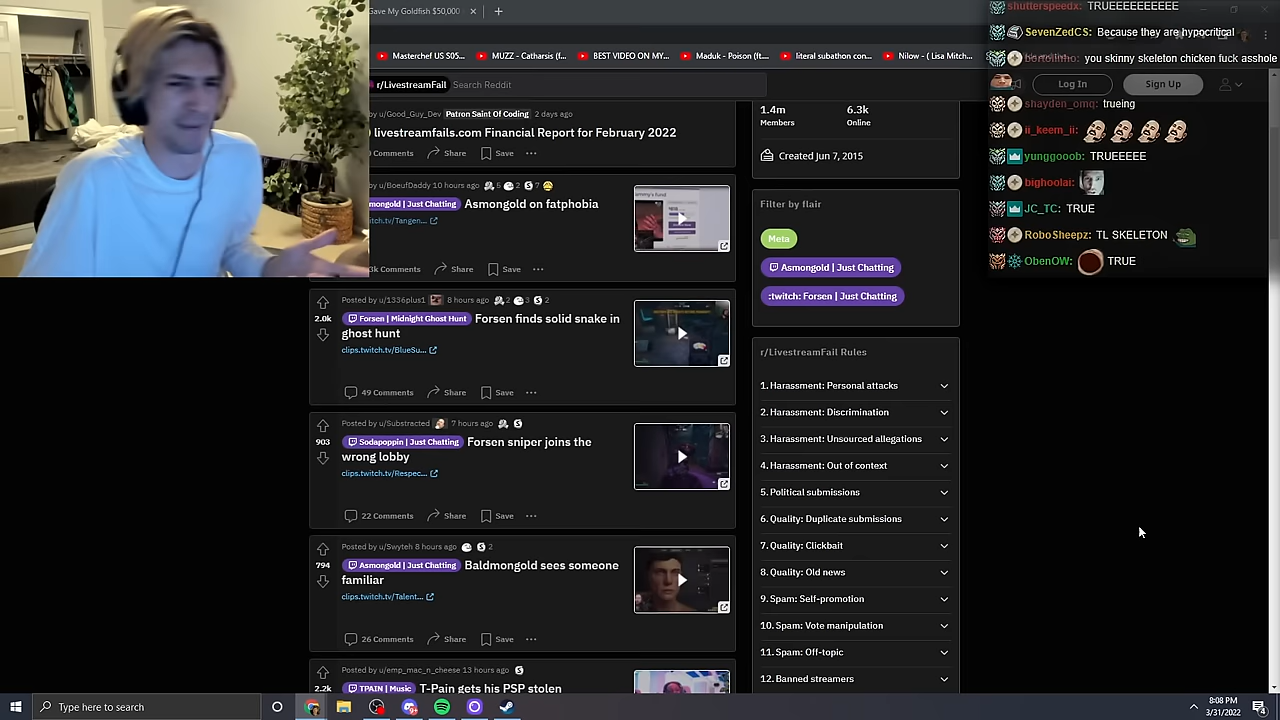 Gave My Goldfish $50,000
Masterchef US S...
MUZZ - Catharsis (f...
BEST VIDEO ON MY...
Maduk - Poison (ft...
literal subathon con...
Nilow - ( Lisa Mitch...
r/LivestreamFail
Search Reddit
Log In
Sign Up
shutterspeedx: TRUEEEEEEEEEE
SevenZedCS: Because they are hypocritical
you skinny skeleton chicken fuck asshole
shayden_omq: trueing
ii_keem_ii:
yunggooob: TRUEEEEE
bighoolai:
JC_TC: TRUE
RoboSheepz: TL SKELETON
ObenOW: TRUE
u/Good_Guy_Dev Patron Saint Of Coding 2 days ago
livestreamfails.com Financial Report for February 2022
Comments Share Save
by u/BoeufDaddy 10 hours ago 5 2 7
smongold | Just Chatting Asmongold on fatphobia
.tv/Tangen...
3k Comments Share Save
Posted by u/1336plus1 8 hours ago 2 3 2
2.0k
Forsen | Midnight Ghost Hunt Forsen finds solid snake in
ghost hunt
clips.twitch.tv/BlueSu...
49 Comments Share Save
Posted by u/Substracted 7 hours ago
903
Sodapoppin | Just Chatting Forsen sniper joins the
wrong lobby
clips.twitch.tv/Respec...
22 Comments Share Save
Posted by u/Swyteh 8 hours ago 2
794
Asmongold | Just Chatting Baldmongold sees someone
familiar
clips.twitch.tv/Talent...
26 Comments Share Save
Posted by u/emp_mac_n_cheese 13 hours ago
2.2k
TPAIN | Music T-Pain gets his PSP stolen
1.4m 6.3k
Members Online
Created Jun 7, 2015
Filter by flair
Meta
Asmongold | Just Chatting
:twitch: Forsen | Just Chatting
r/LivestreamFail Rules
1. Harassment: Personal attacks
2. Harassment: Discrimination
3. Harassment: Unsourced allegations
4. Harassment: Out of context
5. Political submissions
6. Quality: Duplicate submissions
7. Quality: Clickbait
8. Quality: Old news
9. Spam: Self-promotion
10. Spam: Vote manipulation
11. Spam: Off-topic
12. Banned streamers
Type here to search
8:08 PM
3/31/2022